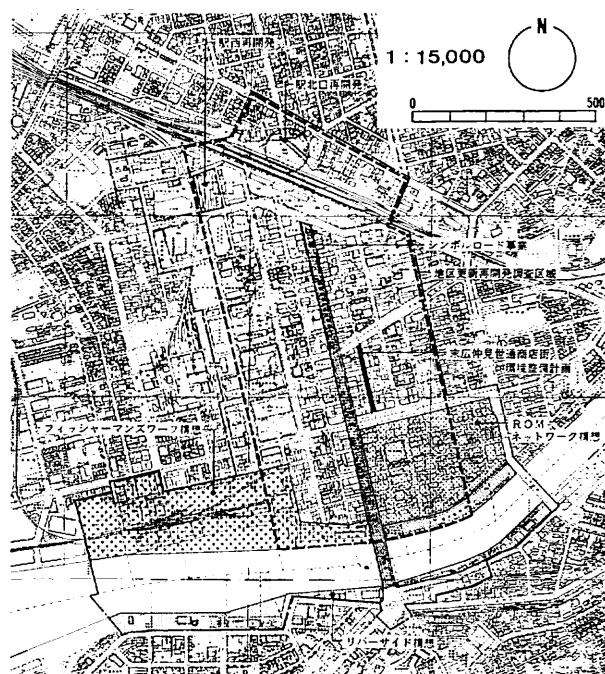 N
1:15,000
0 500
駅西再開発
駅北口再開発
シンボルロード事業
地区更新再開発調査区域
末広仲見世通商店街
環境整備計画
フィッシャーマンズワーフ構想
ROM
ネットワーク構想
リバーサイド構想